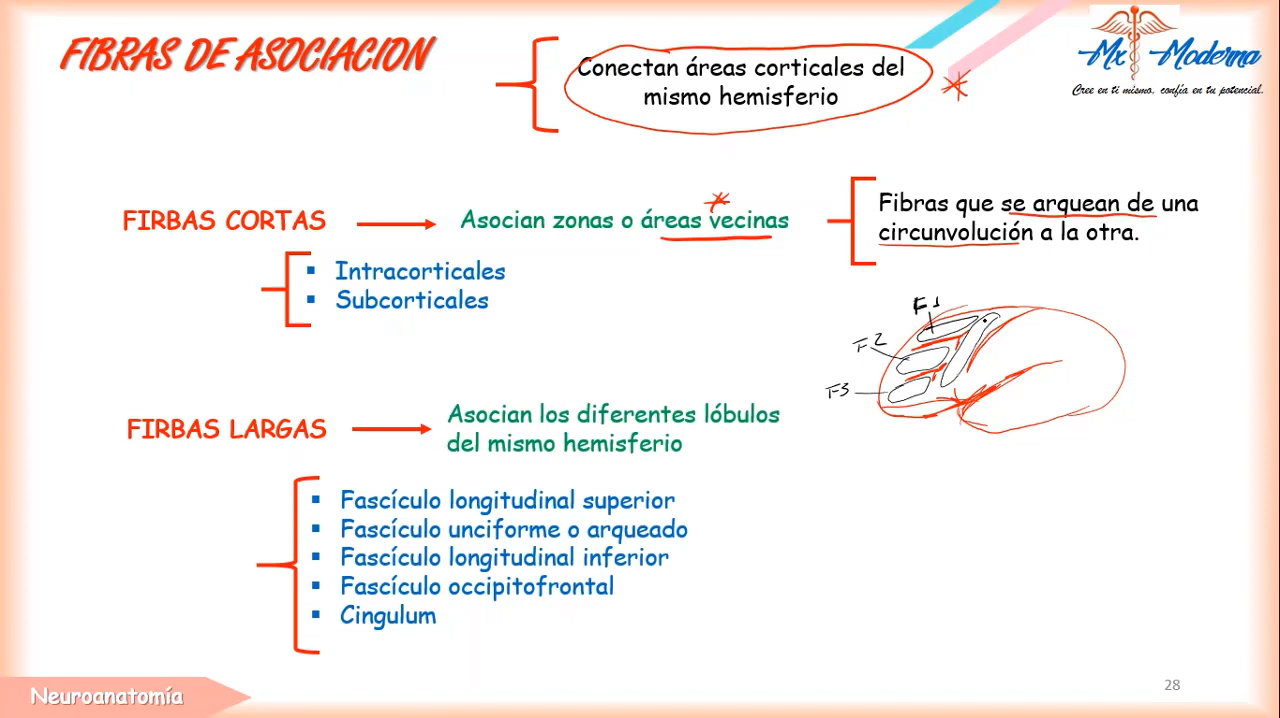 FIBRAS DE ASOCIACION
Conectan áreas corticales del
mismo hemisferio
Mx Moderna
Cree en ti mismo, confía en tu potencial.
FIRBAS CORTAS
Asocian zonas o áreas vecinas
Fibras que se arquean de una
circunvolución a la otra.
▪ Intracorticales
▪ Subcorticales
F1
F2
F3
FIRBAS LARGAS
Asocian los diferentes lóbulos
del mismo hemisferio
▪ Fascículo longitudinal superior
▪ Fascículo unciforme o arqueado
▪ Fascículo longitudinal inferior
▪ Fascículo occipitofrontal
▪ Cingulum
Neuroanatomía
28